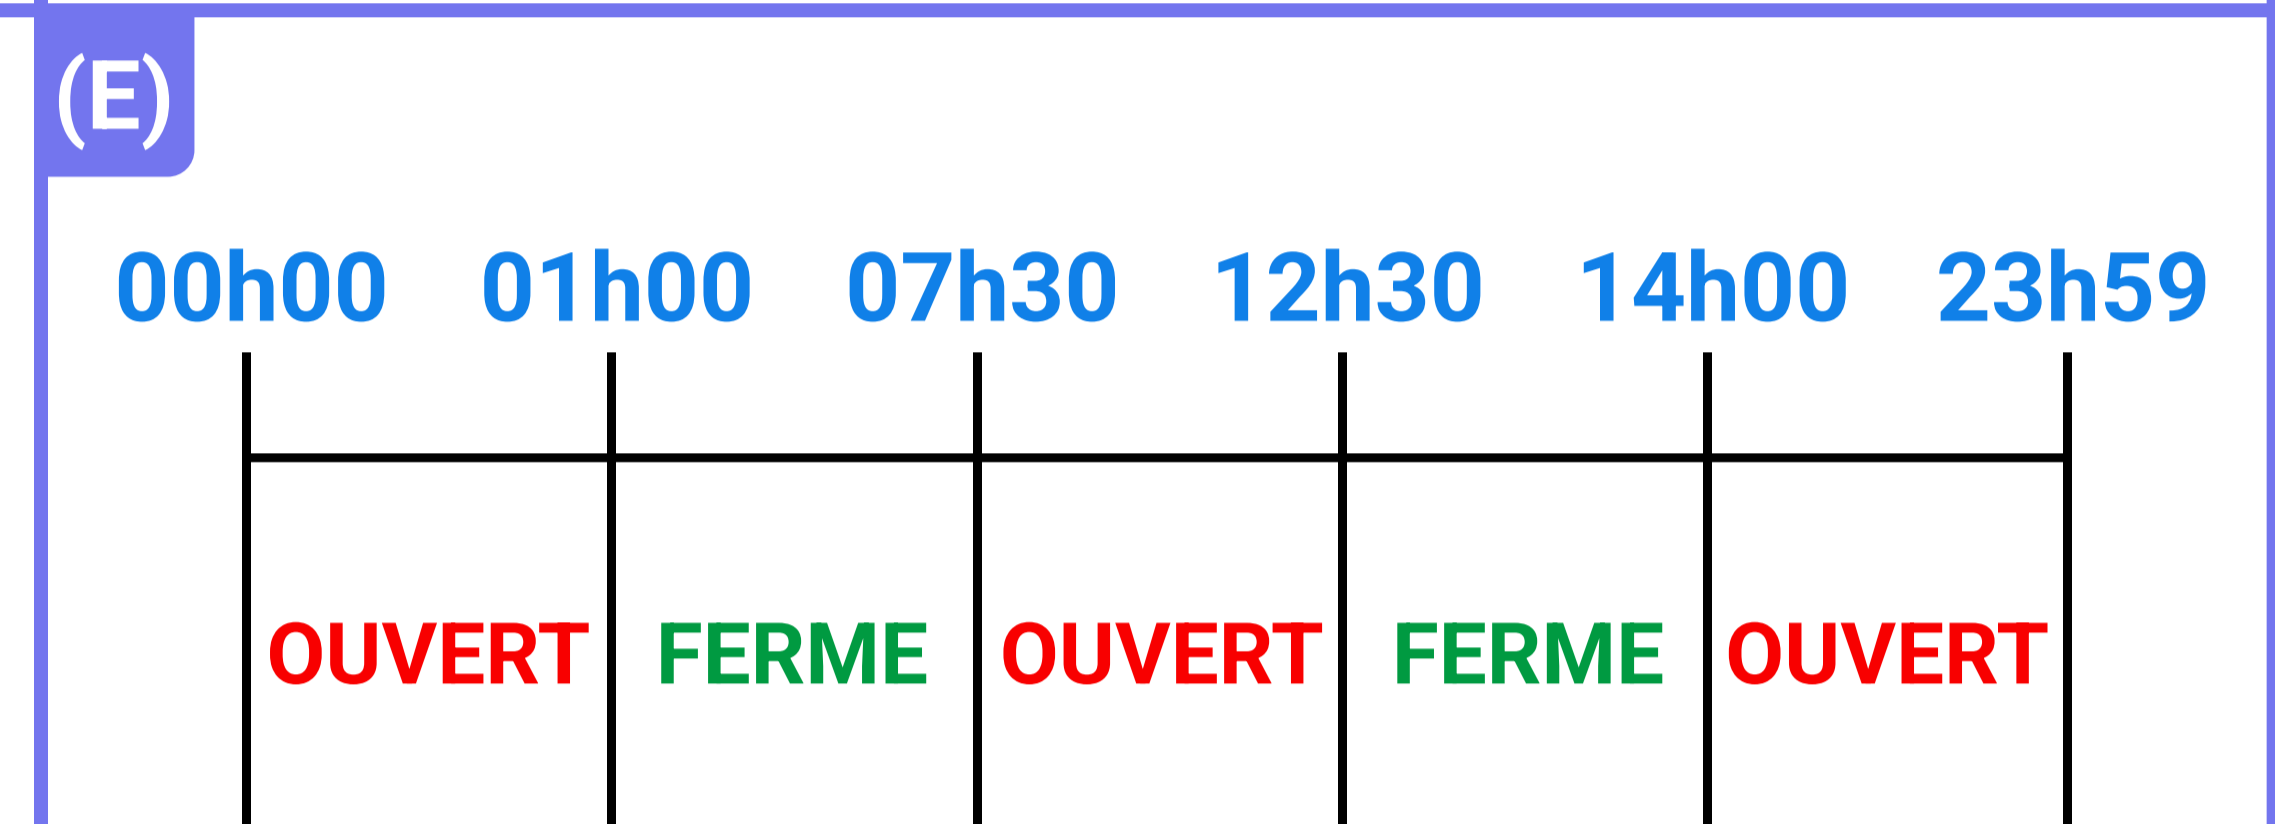 (E)
00h00 01h00 07h30 12h30 14h00 23h59
OUVERT FERME OUVERT FERME OUVERT